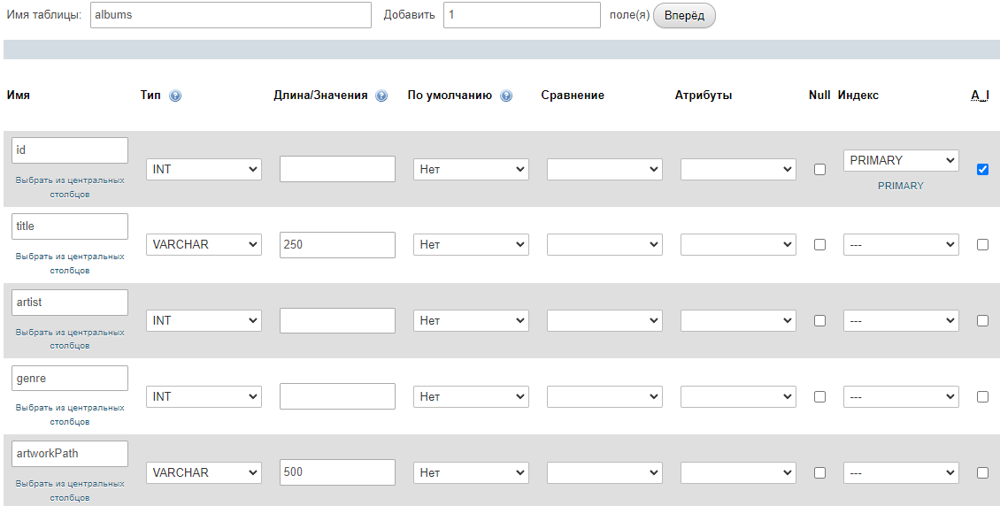 Имя таблицы: albums Добавить 1 поле(я) Вперёд
Имя Тип Длина/Значения По умолчанию Сравнение Атрибуты Null Индекс A_I
id INT Нет PRIMARY
Выбрать из центральных столбцов PRIMARY
title VARCHAR 250 Нет ---
Выбрать из центральных столбцов
artist INT Нет ---
Выбрать из центральных столбцов
genre INT Нет ---
Выбрать из центральных столбцов
artworkPath VARCHAR 500 Нет ---
Выбрать из центральных столбцов